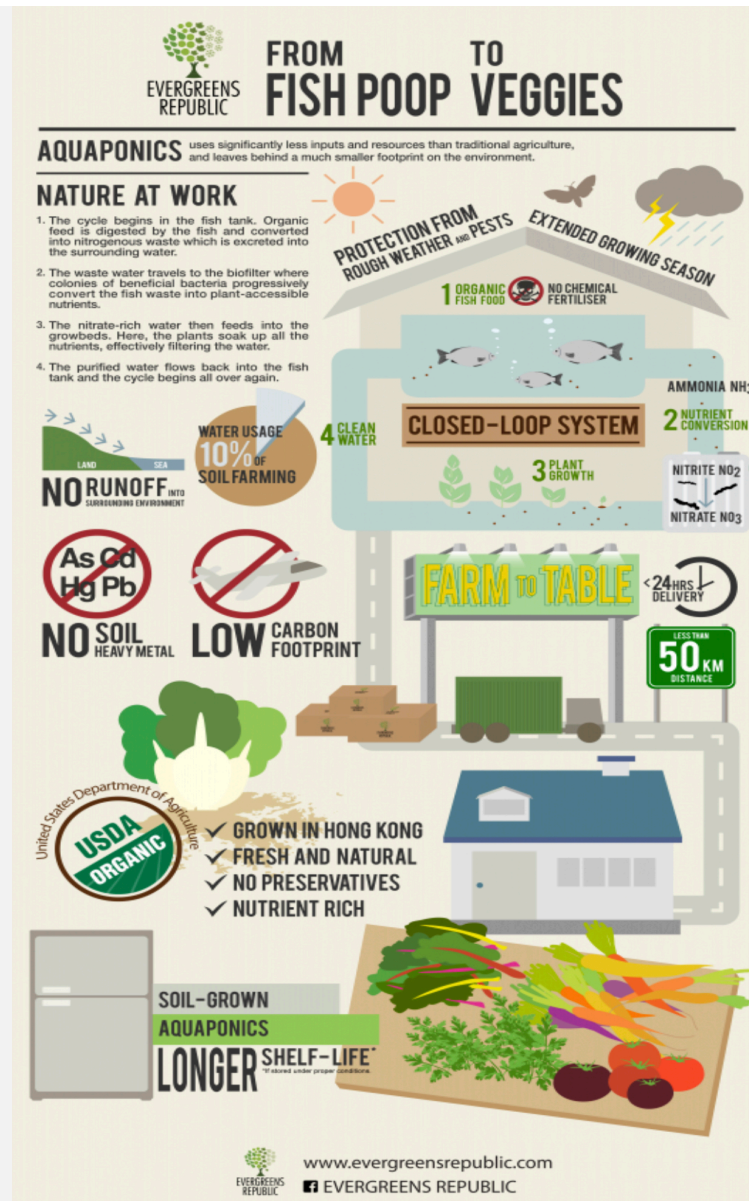 EVERGREENS
REPUBLIC
FROM TO
FISH POOP VEGGIES
AQUAPONICS uses significantly less inputs and resources than traditional agriculture,
and leaves behind a much smaller footprint on the environment.
NATURE AT WORK
1. The cycle begins in the fish tank. Organic
feed is digested by the fish and converted
into nitrogenous waste which is excreted into
the surrounding water.
2. The waste water travels to the biofilter where
colonies of beneficial bacteria progressively
convert the fish waste into plant-accessible
nutrients.
3. The nitrate-rich water then feeds into the
growbeds. Here, the plants soak up all the
nutrients, effectively filtering the water.
4. The purified water flows back into the fish
tank and the cycle begins all over again.
PROTECTION FROM
ROUGH WEATHER AND PESTS
EXTENDED GROWING SEASON
1 ORGANIC
FISH FOOD
NO CHEMICAL
FERTILISER
AMMONIA NH3
2 NUTRIENT
CONVERSION
NITRITE NO2
NITRATE NO3
CLOSED-LOOP SYSTEM
3 PLANT
GROWTH
4 CLEAN
WATER
LAND
SEA
NO RUNOFF INTO
SURROUNDING ENVIRONMENT
WATER USAGE
10% OF
SOIL FARMING
As Cd
Hg Pb
NO SOIL
HEAVY METAL
LOW CARBON
FOOTPRINT
FARM TO TABLE
<24HRS
DELIVERY
LESS THAN
50 KM
DISTANCE
United States Department of Agriculture
USDA
ORGANIC
GROWN IN HONG KONG
FRESH AND NATURAL
NO PRESERVATIVES
NUTRIENT RICH
SOIL-GROWN
AQUAPONICS
LONGER SHELF-LIFE*
*If stored under proper conditions.
EVERGREENS
REPUBLIC
www.evergreensrepublic.com
EVERGREENS REPUBLIC